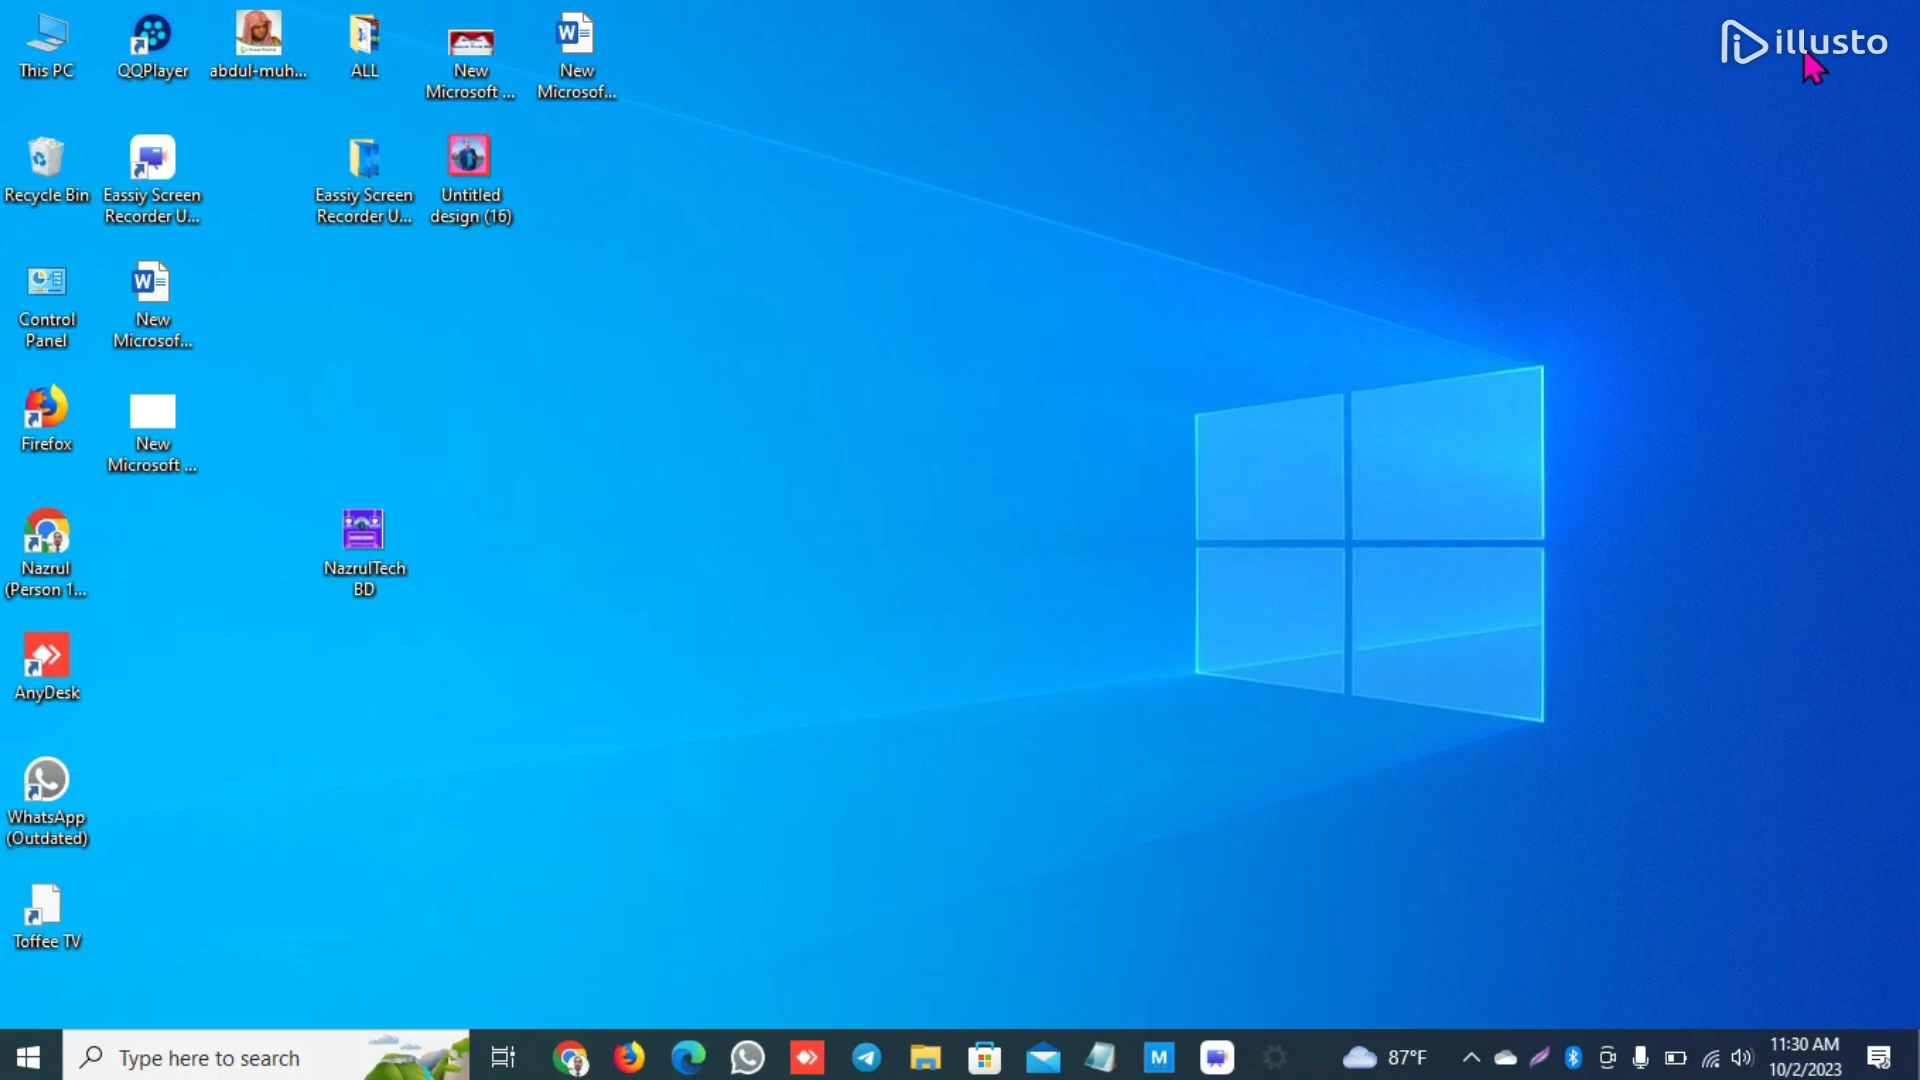 illusto
This PC
QQPlayer
abdul-muh...
ALL
New
Microsoft ...
New
Microsof...
Recycle Bin
Eassiy Screen
Recorder U...
Eassiy Screen
Recorder U...
Untitled
design (16)
Control
Panel
New
Microsof...
Firefox
New
Microsoft ...
Nazrul
(Person 1...
NazrulTech
BD
AnyDesk
WhatsApp
(Outdated)
Toffee TV
Type here to search
M
87°F
11:30 AM
10/2/2023